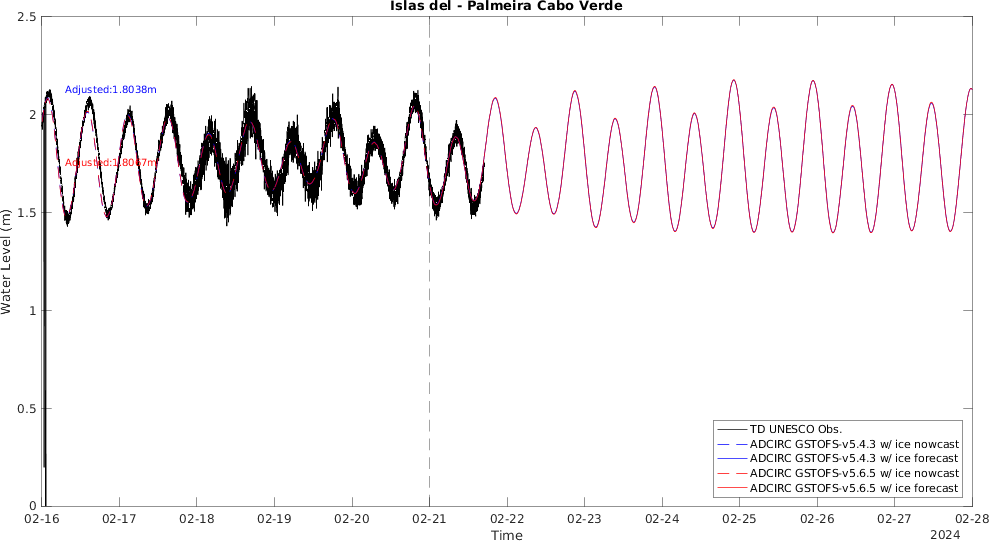 Islas del - Palmeira Cabo Verde
2.5
2
1.5
1
0.5
0
Water Level (m)
Adjusted:1.8038m
Adjusted:1.8067m
TD UNESCO Obs.
ADCIRC GSTOFS-v5.4.3 w/ ice nowcast
ADCIRC GSTOFS-v5.4.3 w/ ice forecast
ADCIRC GSTOFS-v5.6.5 w/ ice nowcast
ADCIRC GSTOFS-v5.6.5 w/ ice forecast
02-16 02-17 02-18 02-19 02-20 02-21 02-22 02-23 02-24 02-25 02-26 02-27 02-28
Time
2024